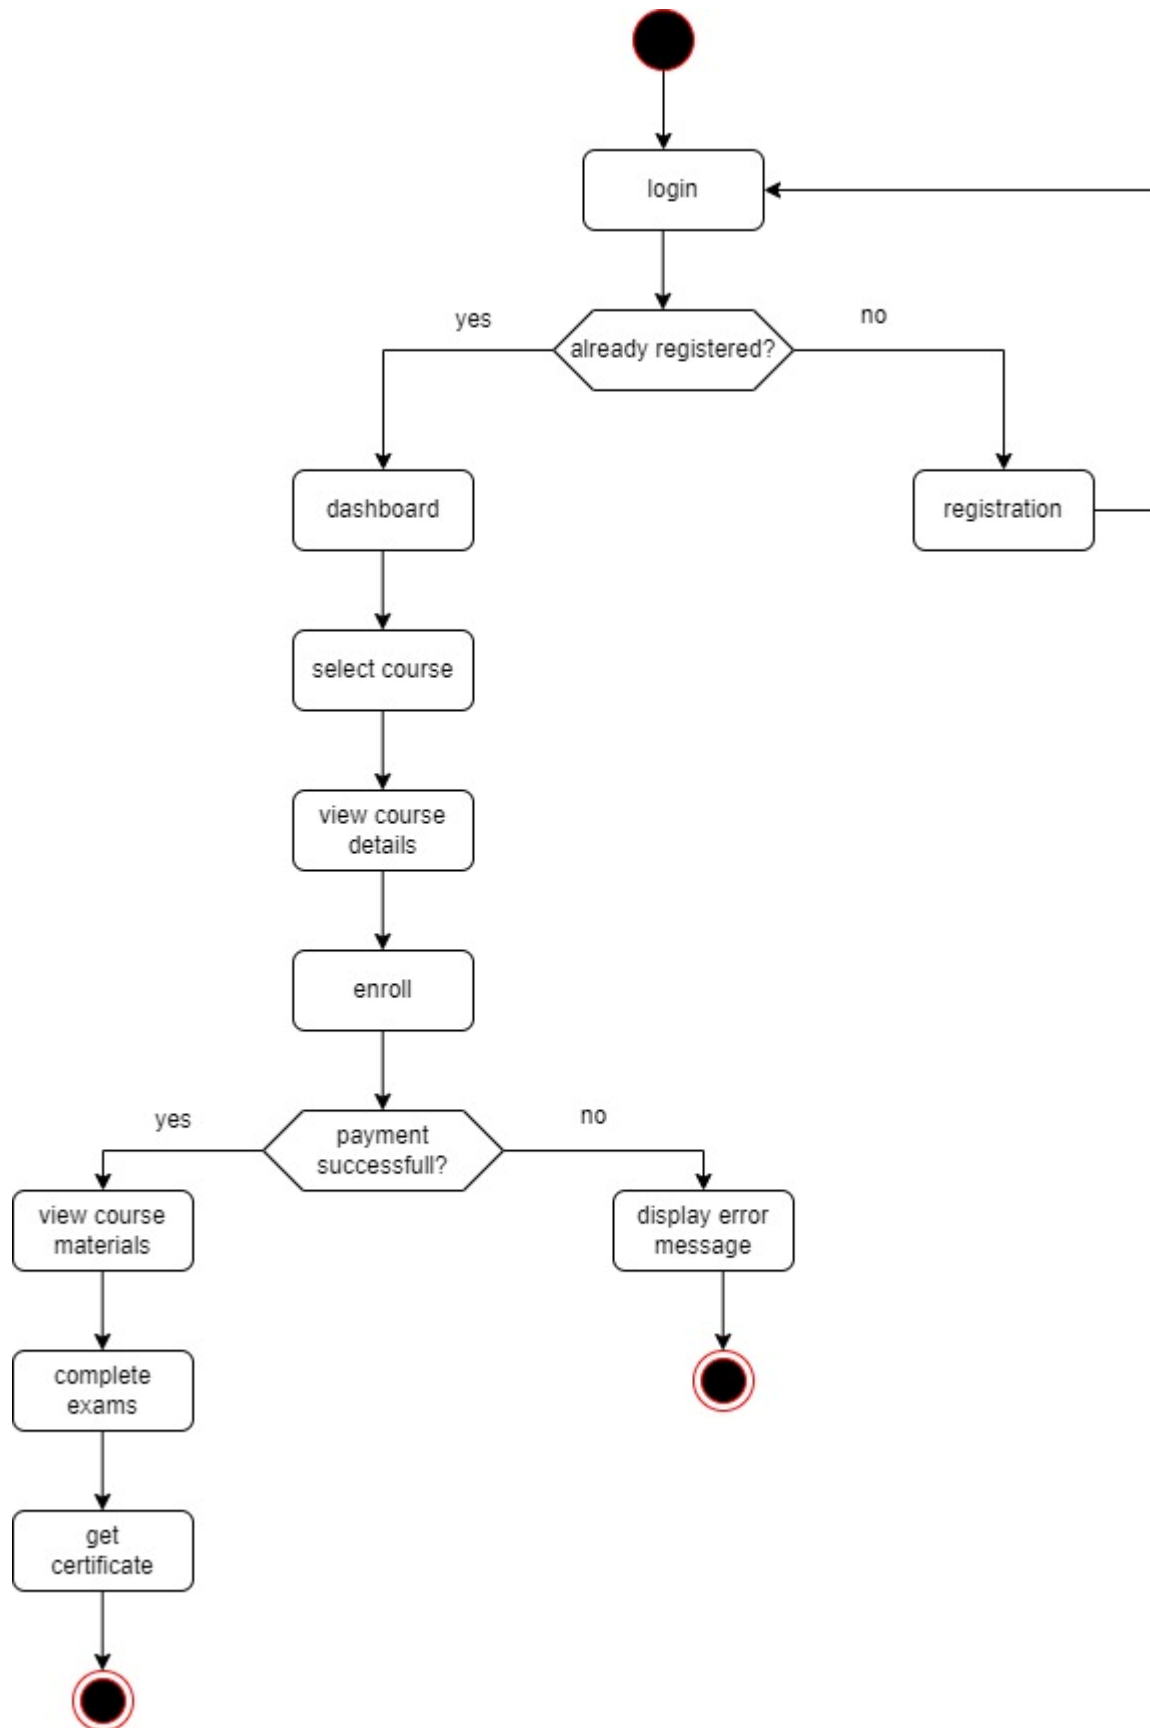 login
yes
no
already registered?
dashboard
registration
select course
view course
details
enroll
yes
no
payment
successfull?
view course
materials
display error
message
complete
exams
get
certificate